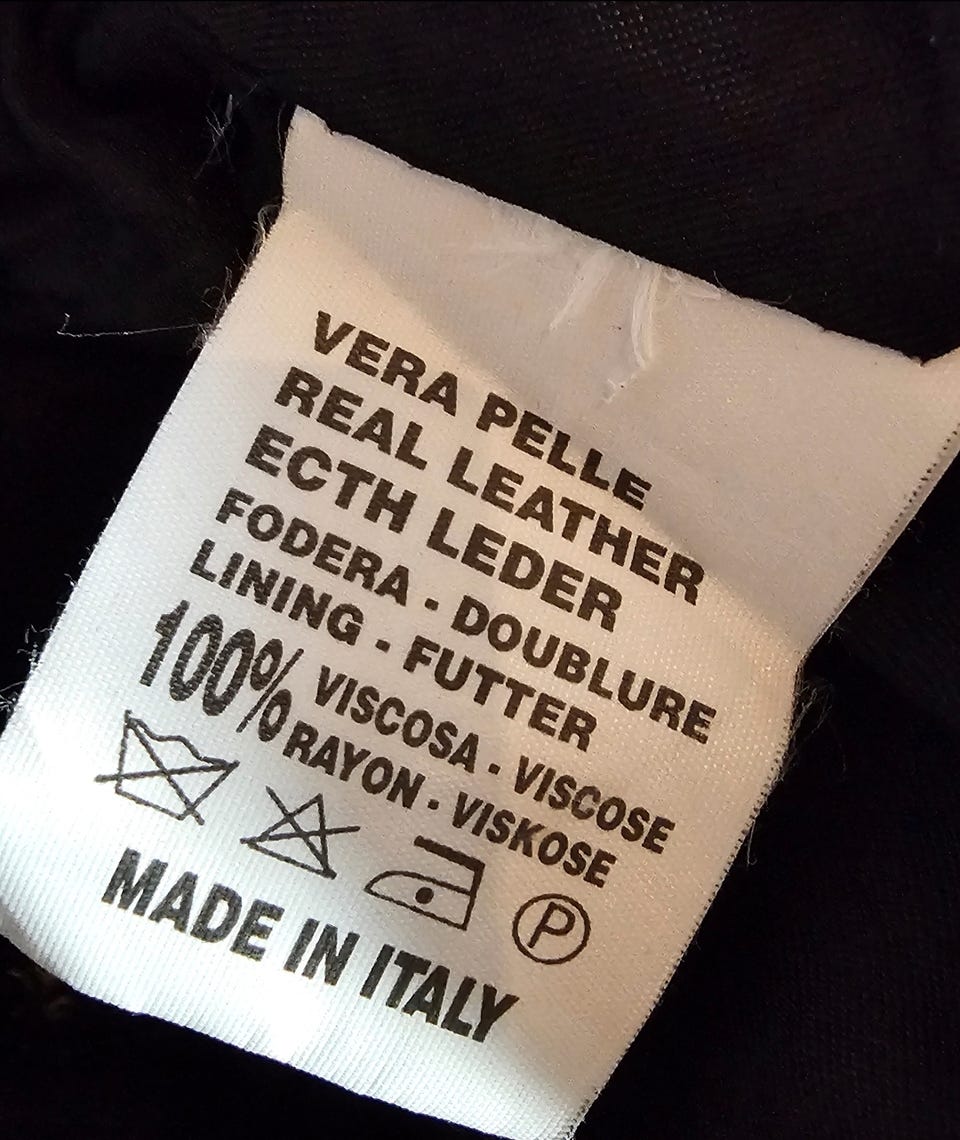 VERA PELLE
REAL LEATHER
ECTH LEDER
FODERA - DOUBLURE
LINING - FUTTER
100% VISCOSA - VISCOSE
RAYON - VISKOSE
P
MADE IN ITALY